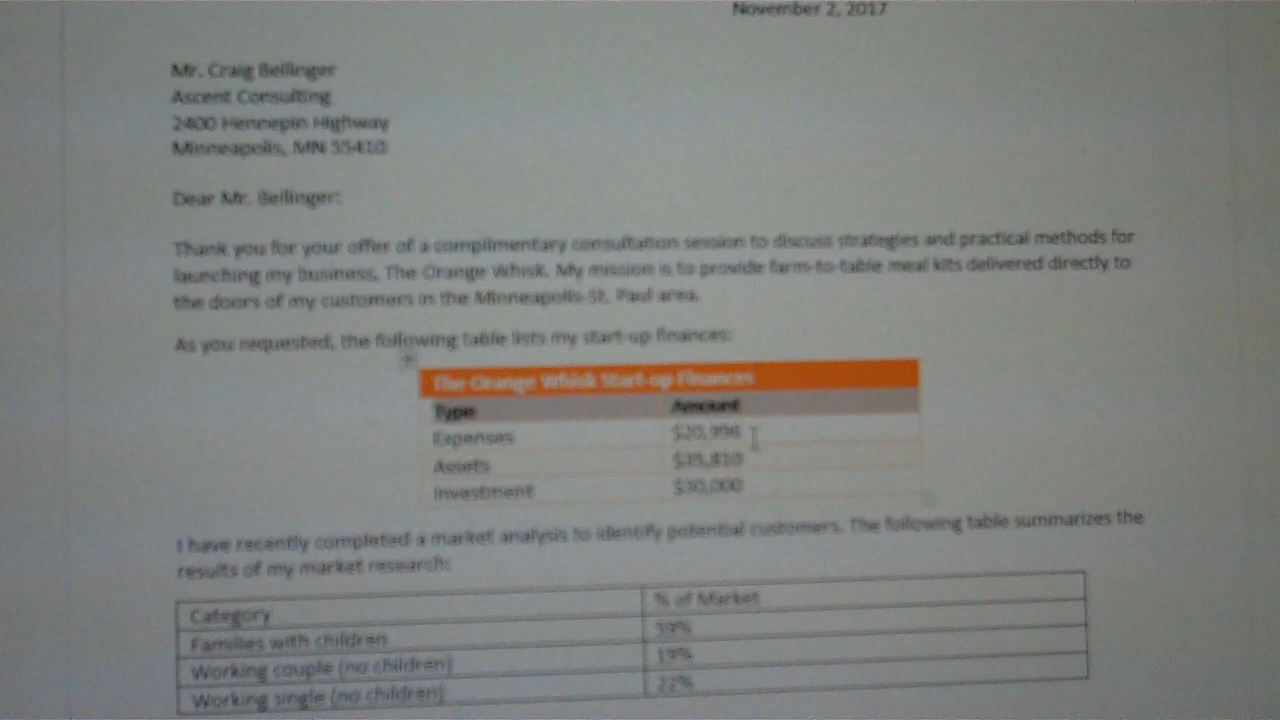 November 2, 2017
Mr. Craig Bellinger
Ascent Consulting
2400 Hennepin Highway
Minneapolis, MN 55410
Dear Mr. Bellinger:
Thank you for your offer of a complimentary consultation session to discuss strategies and practical methods for
launching my business, The Orange Whisk. My mission is to provide farm-to-table meal kits delivered directly to
the doors of my customers in the Minneapolis-St. Paul area.
As you requested, the following table lists my start-up finances:
The Orange Whisk Start-up Finances
Type Amount
Expenses
Assets
Investment $30,000
I have recently completed a market analysis to identify potential customers. The following table summarizes the
results of my market research:
Category % of Market
Families with children
Working couple (no children) 19%
Working single (no children) 22%